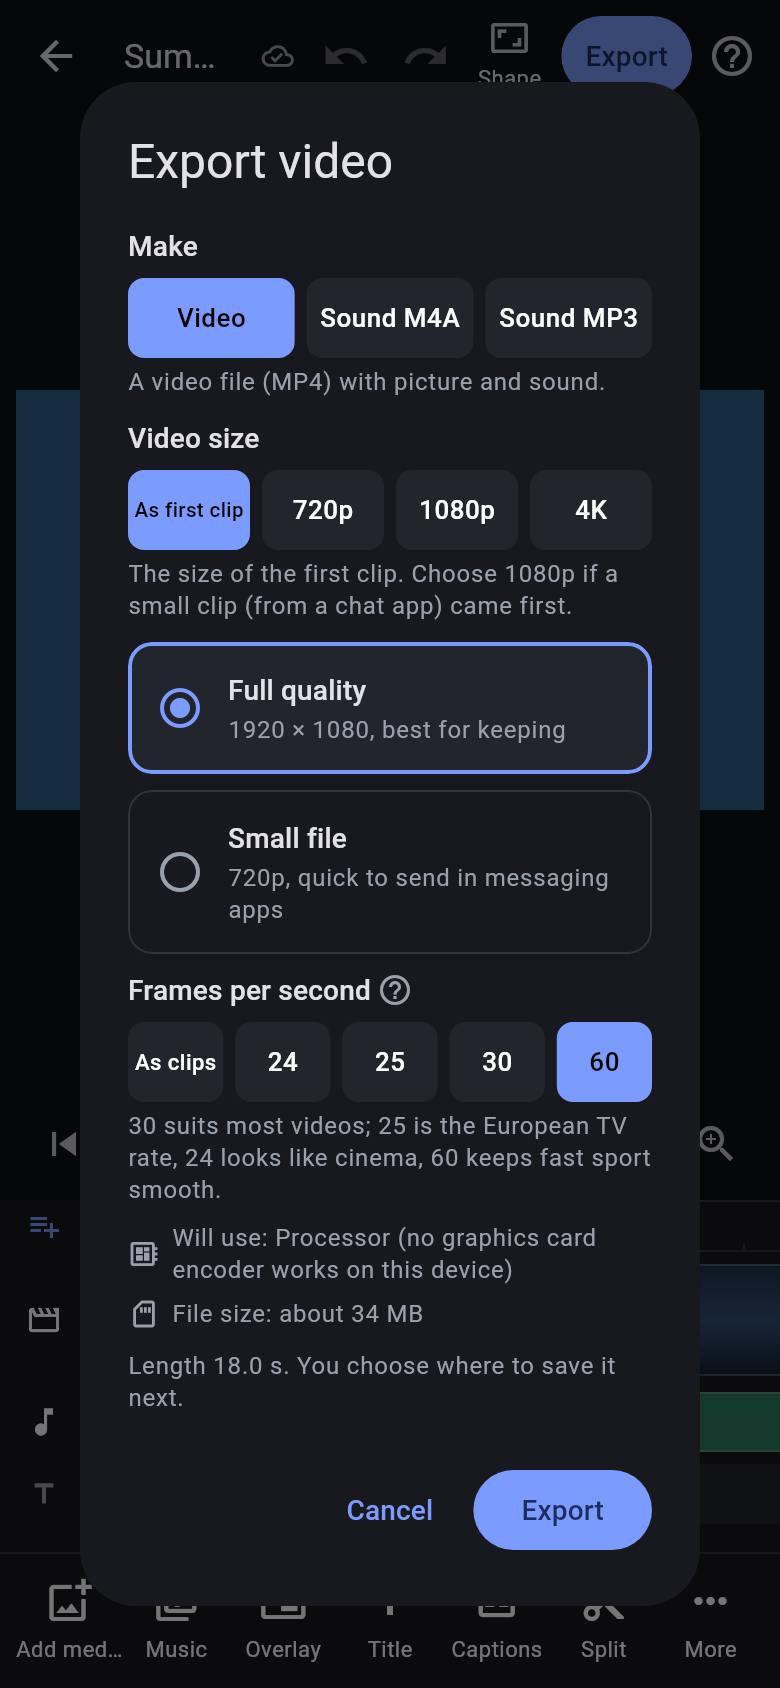 Sum...
Shape
Export
Export video
Make
Video
Sound M4A
Sound MP3
A video file (MP4) with picture and sound.
Video size
As first clip
720p
1080p
4K
The size of the first clip. Choose 1080p if a
small clip (from a chat app) came first.
Full quality
1920 × 1080, best for keeping
Small file
720p, quick to send in messaging
apps
Frames per second
As clips
24
25
30
60
30 suits most videos; 25 is the European TV
rate, 24 looks like cinema, 60 keeps fast sport
smooth.
Will use: Processor (no graphics card
encoder works on this device)
File size: about 34 MB
Length 18.0 s. You choose where to save it
next.
Cancel
Export
Add med...
Music
Overlay
Title
Captions
Split
More